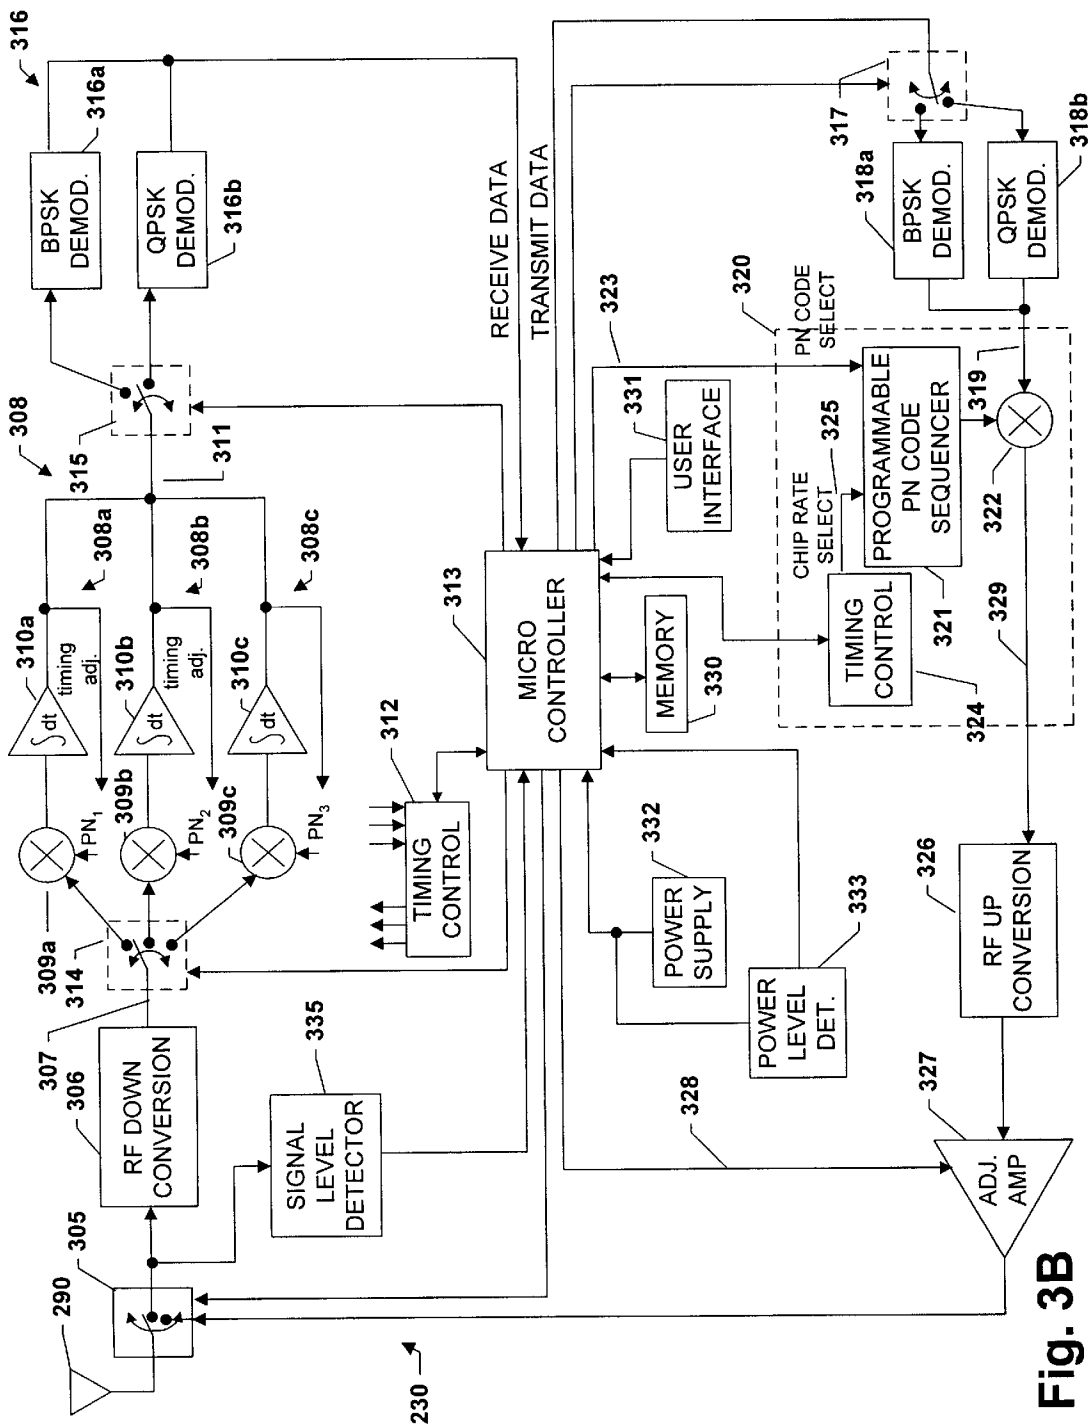 290
305
306
307
RF DOWN
CONVERSION
335
SIGNAL
LEVEL
DETECTOR
230
309a
314
309b
309c
PN1
PN2
PN3
310a
310b
310c
∫dt
∫dt
∫dt
timing
adj.
timing
adj.
308
308a
308b
308c
311
315
316
316a
BPSK
DEMOD.
QPSK
DEMOD.
316b
312
TIMING
CONTROL
313
MICRO
CONTROLLER
RECEIVE DATA
TRANSMIT DATA
317
318a
BPSK
DEMOD.
QPSK
DEMOD.
318b
323
331
USER
INTERFACE
MEMORY
330
320
PN CODE
SELECT
325
CHIP RATE
SELECT
PROGRAMMABLE
PN CODE
SEQUENCER
321
TIMING
CONTROL
324
319
322
329
332
POWER
SUPPLY
333
POWER
LEVEL
DET.
328
326
RF UP
CONVERSION
327
ADJ.
AMP
Fig. 3B